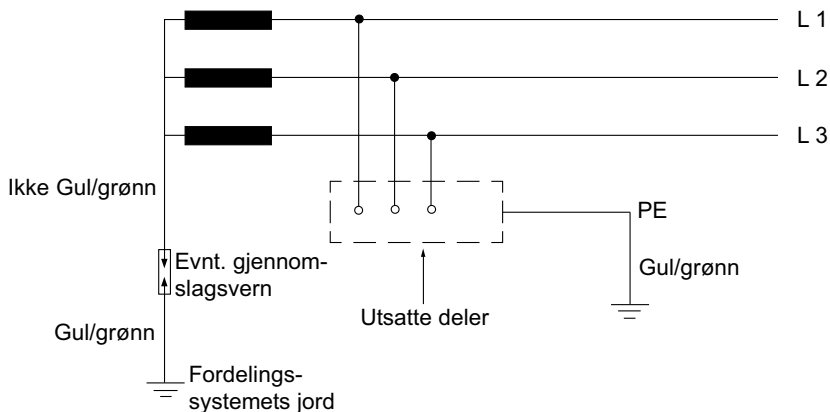 L 1
L 2
L 3
Ikke Gul/grønn
PE
Evnt. gjennom-
slagsvern
Gul/grønn
Utsatte deler
Gul/grønn
Fordelings-
systemets jord